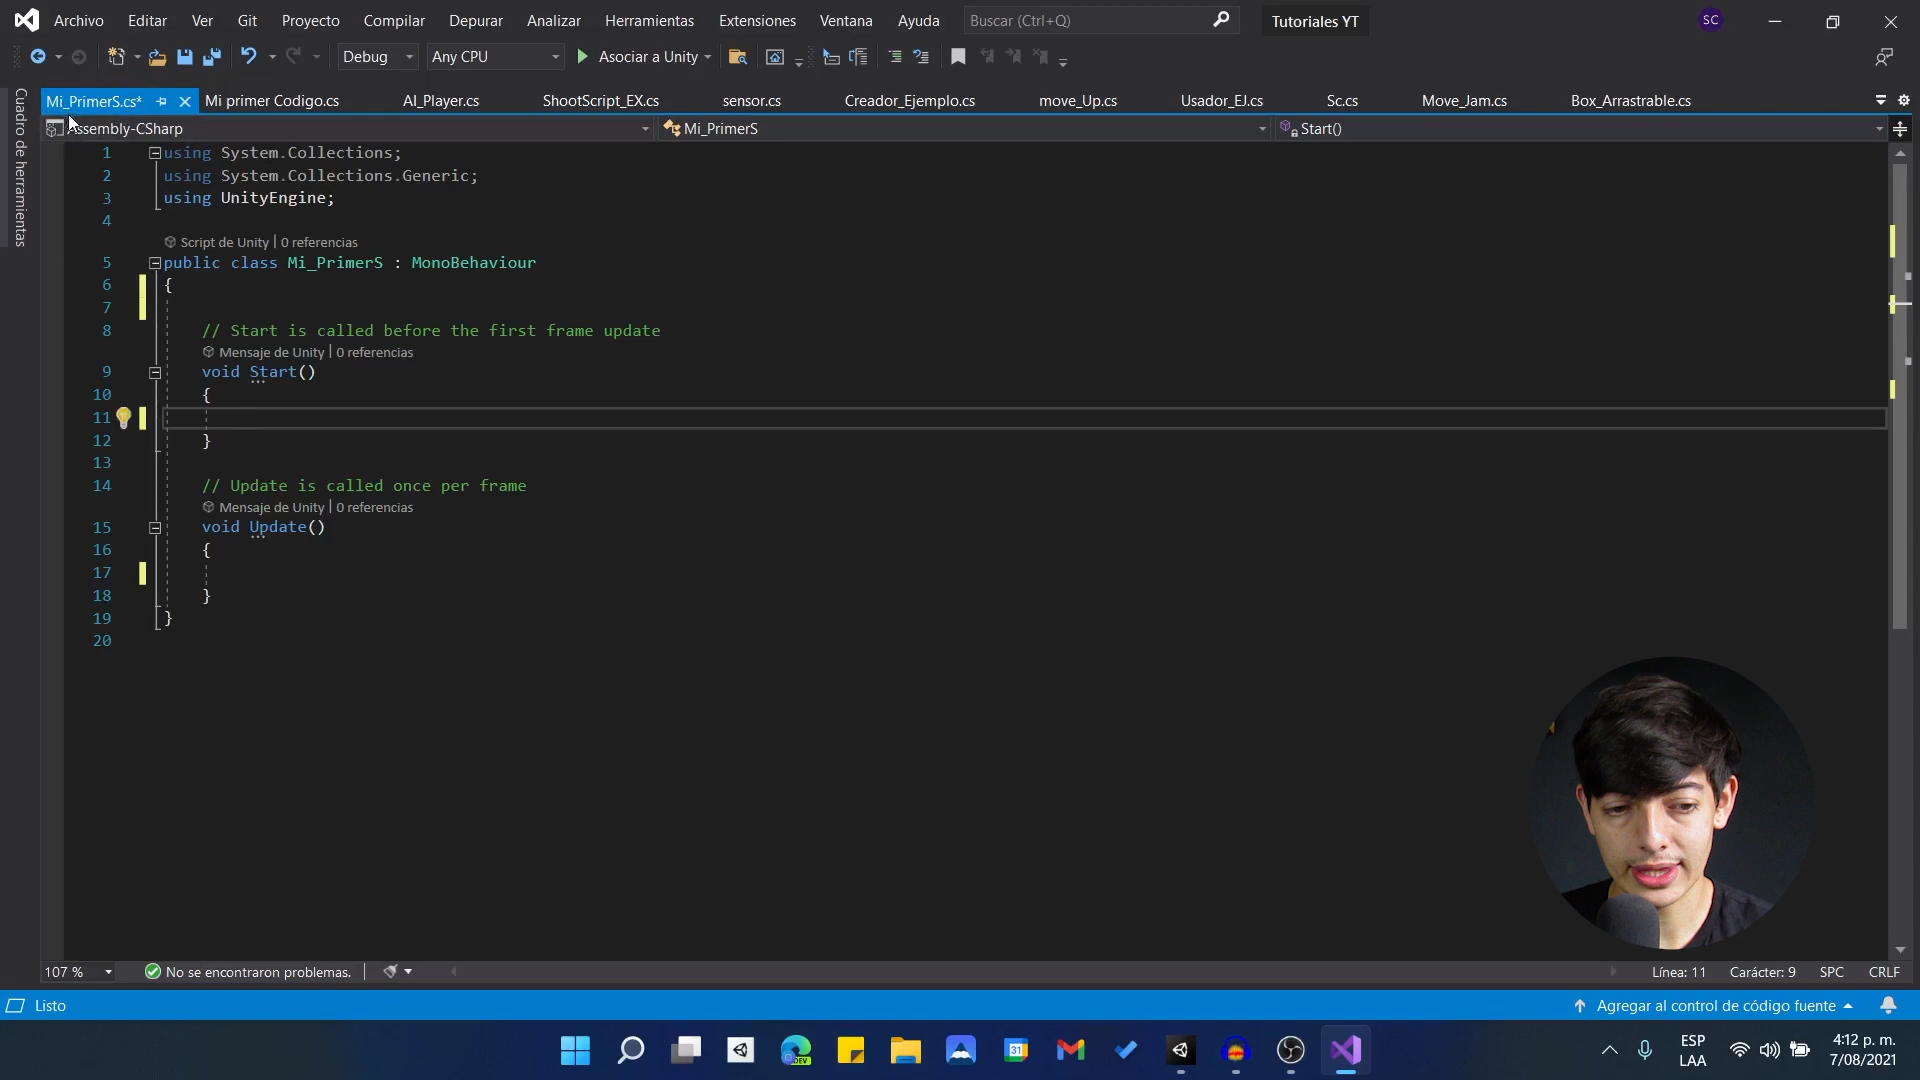 Archivo Editar Ver Git Proyecto Compilar Depurar Analizar Herramientas Extensiones Ventana Ayuda Buscar (Ctrl+Q) Tutoriales YT SC
Debug Any CPU Asociar a Unity
Cuadro de herramientas
Mi_PrimerS.cs* Mi primer Codigo.cs AI_Player.cs ShootScript_EX.cs sensor.cs Creador_Ejemplo.cs move_Up.cs Usador_EJ.cs Sc.cs Move_Jam.cs Box_Arrastrable.cs
Assembly-CSharp Mi_PrimerS Start()
1 using System.Collections;
2 using System.Collections.Generic;
3 using UnityEngine;
4
Script de Unity | 0 referencias
5 public class Mi_PrimerS : MonoBehaviour
6 {
7
8 // Start is called before the first frame update
Mensaje de Unity | 0 referencias
9 void Start()
10 {
11
12 }
13
14 // Update is called once per frame
Mensaje de Unity | 0 referencias
15 void Update()
16 {
17
18 }
19 }
20
107 % No se encontraron problemas. Línea: 11 Carácter: 9 SPC CRLF
Listo Agregar al control de código fuente
DEV 31 ESP LAA 4:12 p. m.
7/08/2021